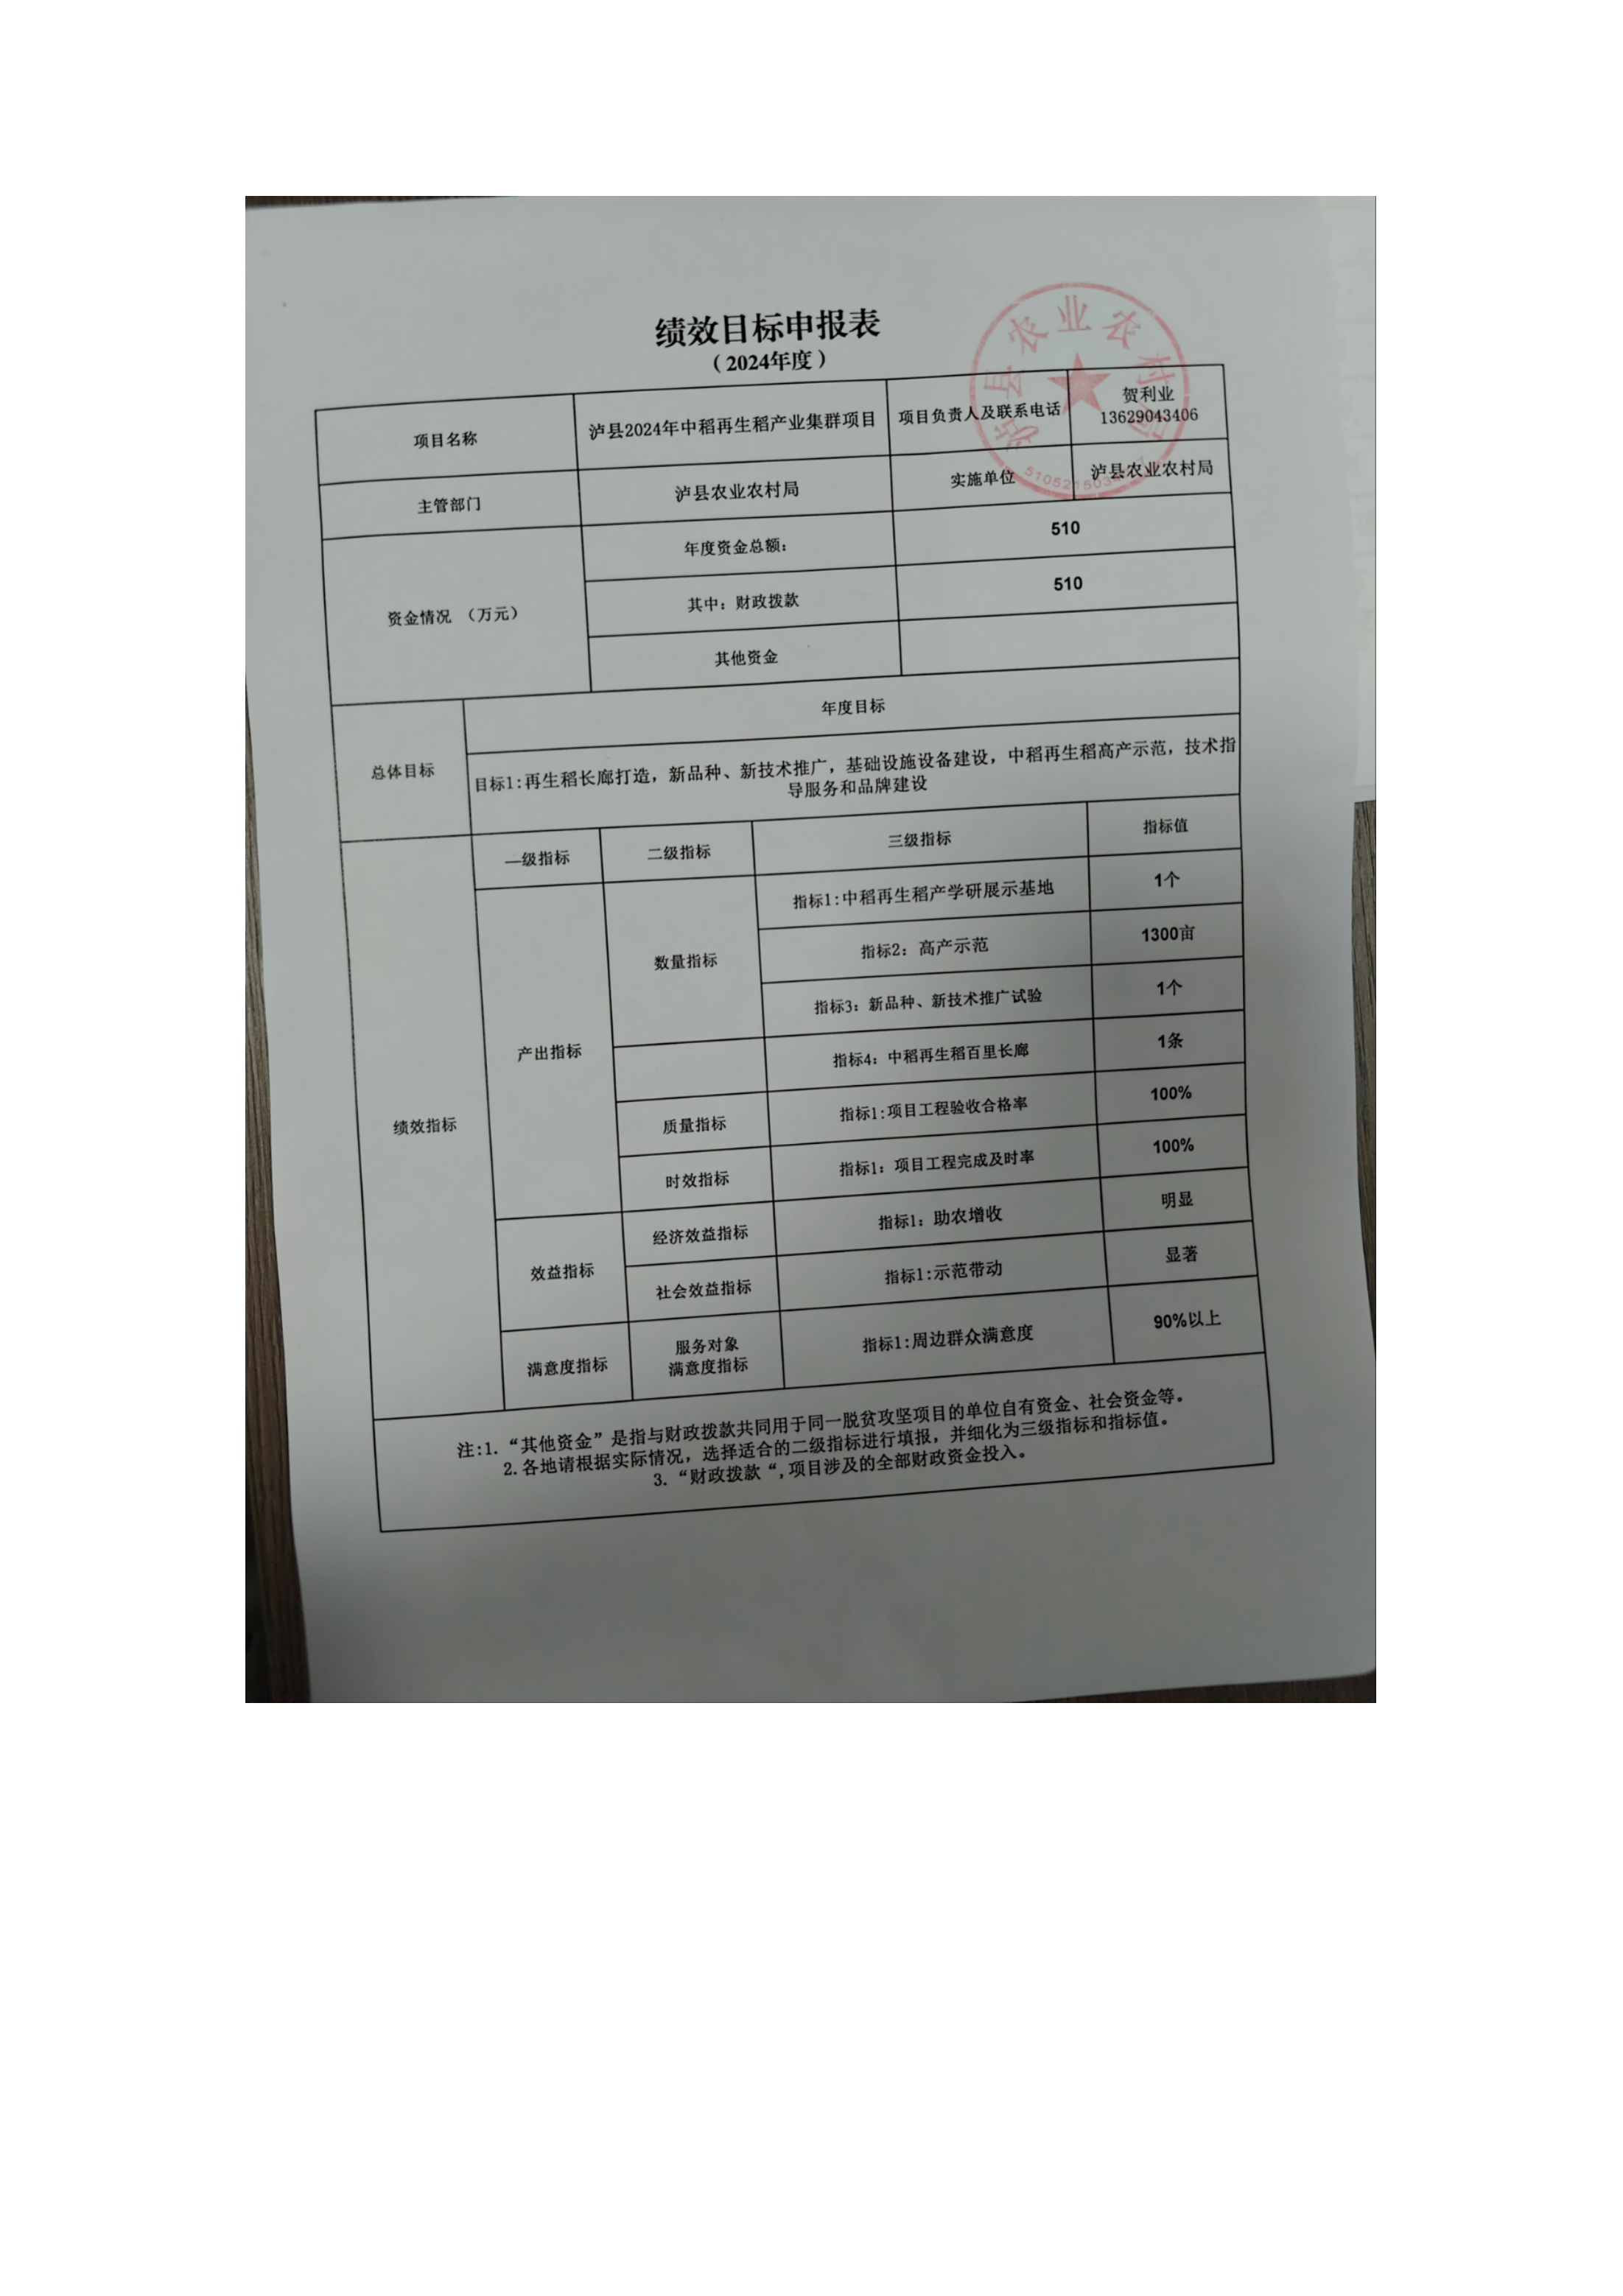 绩效目标申报表
（2024年度）
项目名称 泸县2024年中稻再生稻产业集群项目 项目负责人及联系电话 贺利业
13629043406
主管部门 泸县农业农村局 实施单位 泸县农业农村局
资金情况 （万元） 年度资金总额： 510
其中：财政拨款 510
其他资金
总体目标 年度目标
目标1：再生稻长廊打造，新品种、新技术推广，基础设施设备建设，中稻再生稻高产示范，技术指
导服务和品牌建设
绩效指标 一级指标 二级指标 三级指标 指标值
产出指标 数量指标 指标1：中稻再生稻产学研展示基地 1个
指标2：高产示范 1300亩
指标3：新品种、新技术推广试验 1个
指标4：中稻再生稻百里长廊 1条
质量指标 指标1：项目工程验收合格率 100%
时效指标 指标1：项目工程完成及时率 100%
效益指标 经济效益指标 指标1：助农增收 明显
社会效益指标 指标1：示范带动 显著
满意度指标 服务对象
满意度指标 指标1：周边群众满意度 90%以上
注：1. “其他资金”是指与财政拨款共同用于同一脱贫攻坚项目的单位自有资金、社会资金等。
2. 各地请根据实际情况，选择适合的二级指标进行填报，并细化为三级指标和指标值。
3. “财政拨款“,项目涉及的全部财政资金投入。
泸县农业农村局